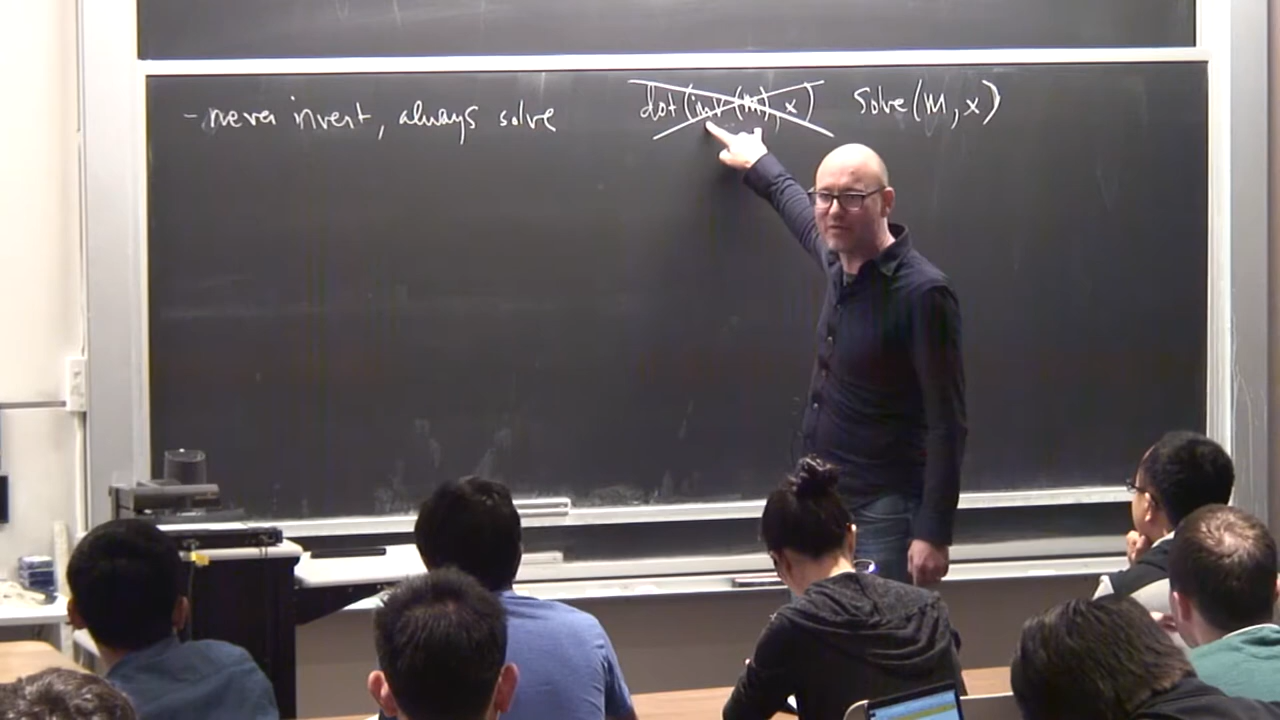 - never invert, always solve dot(inv(M), x) solve(M, x)